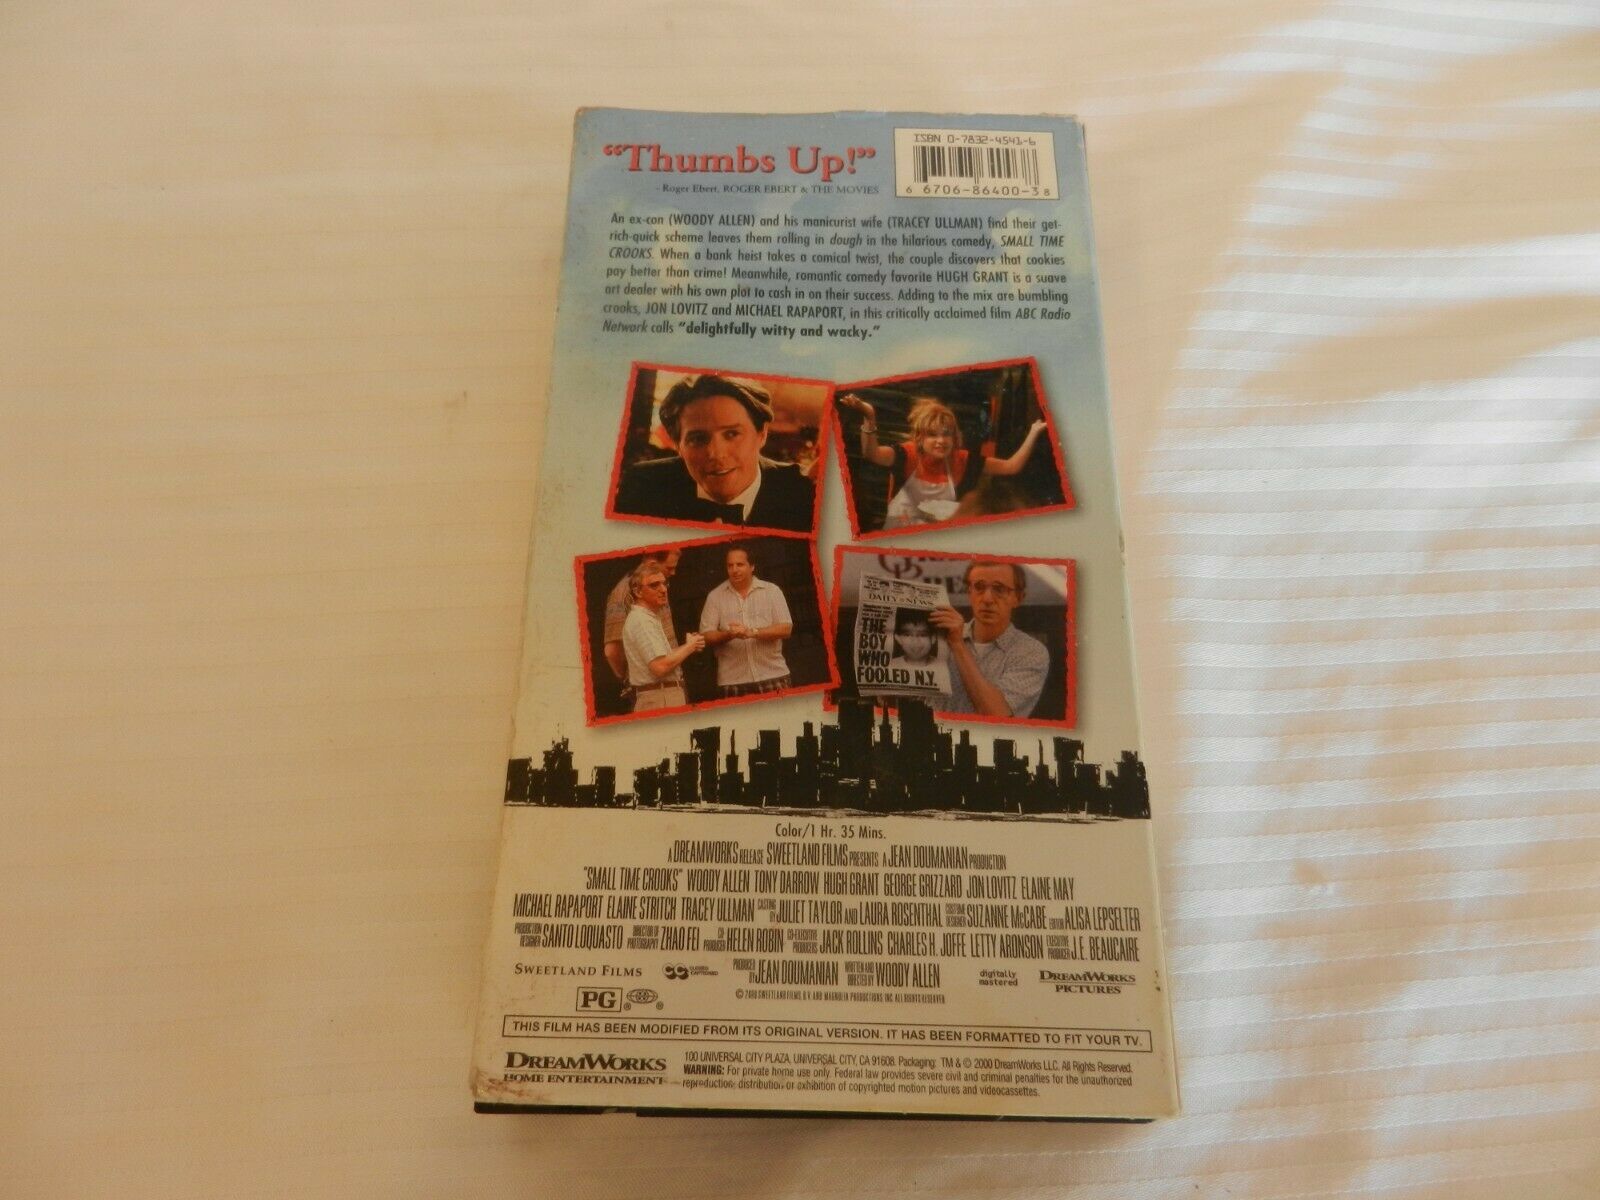 "Thumbs Up!"
- Roger Ebert, ROGER EBERT & THE MOVIES
ISBN 0-7832-4541-6
6 6706-86400-3 8
An ex-con (WOODY ALLEN) and his manicurist wife (TRACEY ULLMAN) find their get-
rich-quick scheme leaves them rolling in dough in the hilarious comedy, SMALL TIME
CROOKS. When a bank heist takes a comical twist, the couple discovers that cookies
pay better than crime! Meanwhile, romantic comedy favorite HUGH GRANT is a suave
art dealer with his own plot to cash in on their success. Adding to the mix are bumbling
crooks, JON LOVITZ and MICHAEL RAPAPORT, in this critically acclaimed film ABC Radio
Network calls "delightfully witty and wacky."
DAILY NEWS
THE
BOY
WHO
FOOLED N.Y.
Color/1 Hr. 35 Mins.
A DREAMWORKS RELEASE SWEETLAND FILMS PRESENTS A JEAN DOUMANIAN PRODUCTION
"SMALL TIME CROOKS" WOODY ALLEN TONY DARROW HUGH GRANT GEORGE GRIZZARD JON LOVITZ ELAINE MAY
MICHAEL RAPAPORT ELAINE STRITCH TRACEY ULLMAN CASTING BY JULIET TAYLOR AND LAURA ROSENTHAL COSTUME DESIGNER SUZANNE McCABE EDITOR ALISA LEPSELTER
PRODUCTION DESIGNER SANTO LOQUASTO DIRECTOR OF PHOTOGRAPHY ZHAO FEI CO-PRODUCER HELEN ROBIN CO-EXECUTIVE PRODUCERS JACK ROLLINS CHARLES H. JOFFE LETTY ARONSON EXECUTIVE PRODUCER J.E. BEAUCAIRE
SWEETLAND FILMS CC CLOSED CAPTIONED PRODUCED BY JEAN DOUMANIAN WRITTEN AND DIRECTED BY WOODY ALLEN digitally mastered DREAMWORKS PICTURES
© 2000 SWEETLAND FILMS, B.V. AND MAGNOLIA PRODUCTIONS INC. ALL RIGHTS RESERVED
PG ® ®
THIS FILM HAS BEEN MODIFIED FROM ITS ORIGINAL VERSION. IT HAS BEEN FORMATTED TO FIT YOUR TV.
DREAMWORKS
HOME ENTERTAINMENT
100 UNIVERSAL CITY PLAZA, UNIVERSAL CITY, CA 91608. Packaging: TM & © 2000 DreamWorks LLC. All Rights Reserved.
WARNING: For private home use only. Federal law provides severe civil and criminal penalties for the unauthorized
reproduction, distribution or exhibition of copyrighted motion pictures and videocassettes.